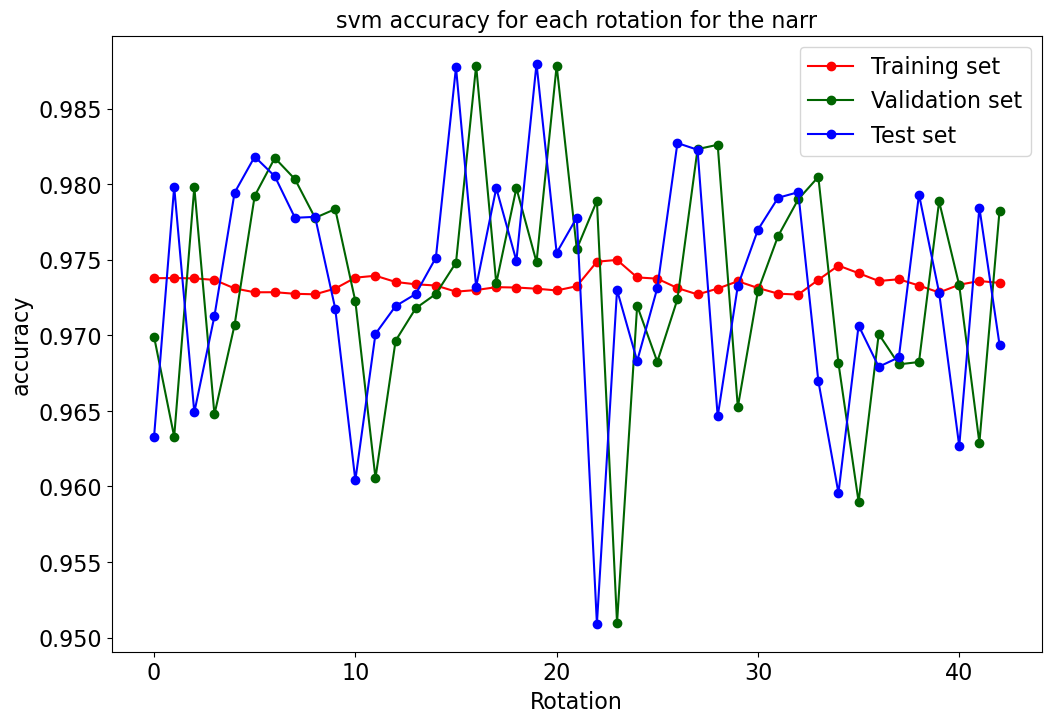 svm accuracy for each rotation for the narr
Training set
Validation set
Test set
0.985
0.980
0.975
0.970
0.965
0.960
0.955
0.950
accuracy
0
10
20
30
40
Rotation